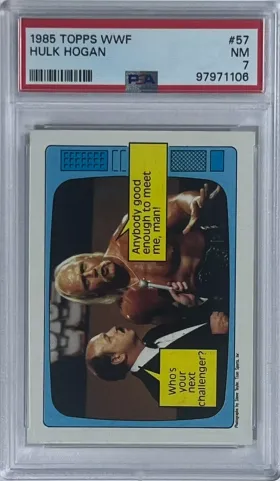 1985 TOPPS WWF
#57
HULK HOGAN
NM
7
PSA
97971106
Anybody good
enough to meet
me, man!
Who's
your
next
challenger?